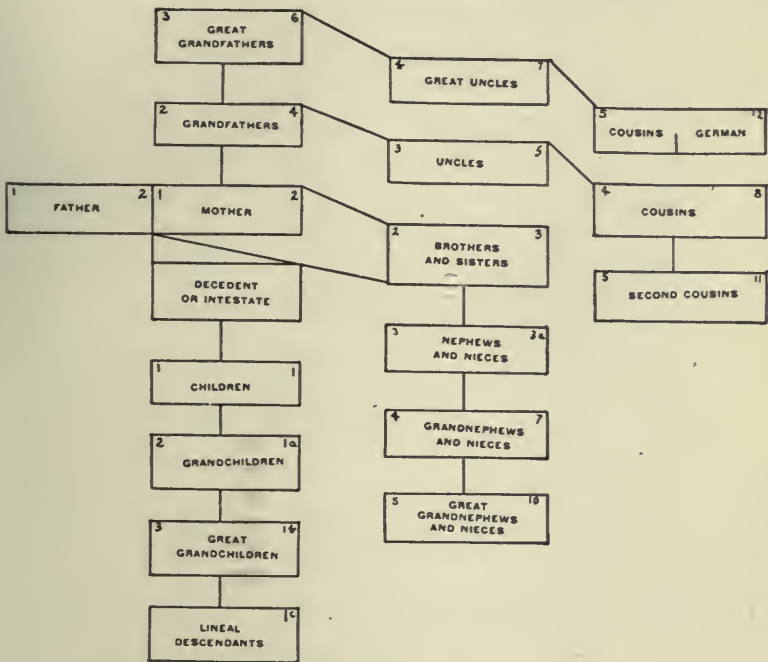 3 6
GREAT
GRANDFATHERS
4 7
GREAT UNCLES
5 12
COUSINS GERMAN
2 4
GRANDFATHERS
3 5
UNCLES
1 2
FATHER
1 2
MOTHER
4 8
COUSINS
2 3
BROTHERS
AND SISTERS
DECEDENT
OR INTESTATE
5 11
SECOND COUSINS
3 3a
NEPHEWS
AND NIECES
1 1
CHILDREN
4 7
GRANDNEPHEWS
AND NIECES
2 1a
GRANDCHILDREN
5 10
GREAT
GRANDNEPHEWS
AND NIECES
3 1b
GREAT
GRANDCHILDREN
1c
LINEAL
DESCENDANTS